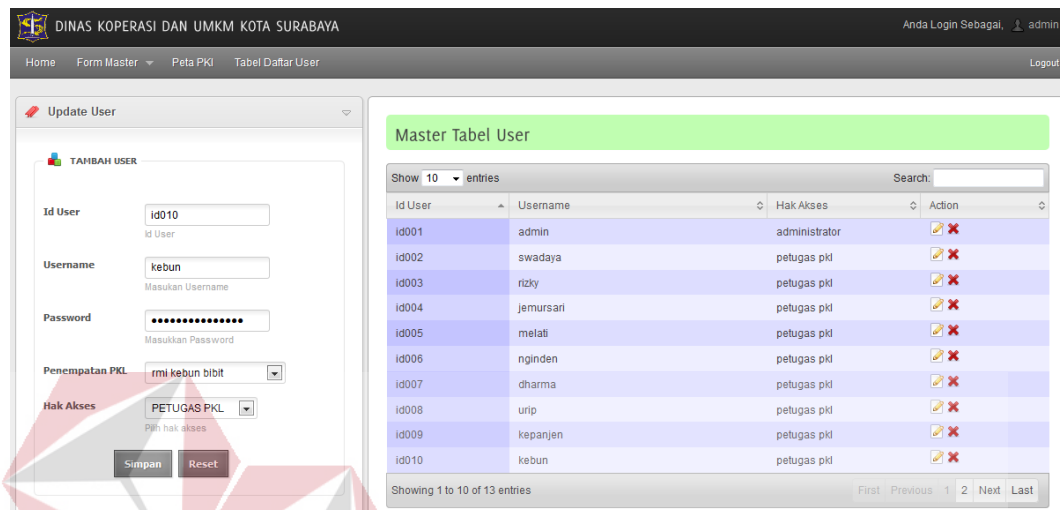 DINAS KOPERASI DAN UMKM KOTA SURABAYA
Anda Login Sebagai, admin
Home Form Master Peta PKl Tabel Daftar User
Logout
Update User
TAMBAH USER
Id User id010
Id User
Username kebun
Masukan Username
Password •••••••••••••••
Masukkan Password
Penempatan PKL rmi kebun bibit
Hak Akses PETUGAS PKL
Pilih hak akses
Simpan Reset
Master Tabel User
Show 10 entries Search:
Id User Username Hak Akses Action
id001 admin administrator
id002 swadaya petugas pkl
id003 rizky petugas pkl
id004 jemursari petugas pkl
id005 melati petugas pkl
id006 nginden petugas pkl
id007 dharma petugas pkl
id008 urip petugas pkl
id009 kepanjen petugas pkl
id010 kebun petugas pkl
Showing 1 to 10 of 13 entries First Previous 1 2 Next Last